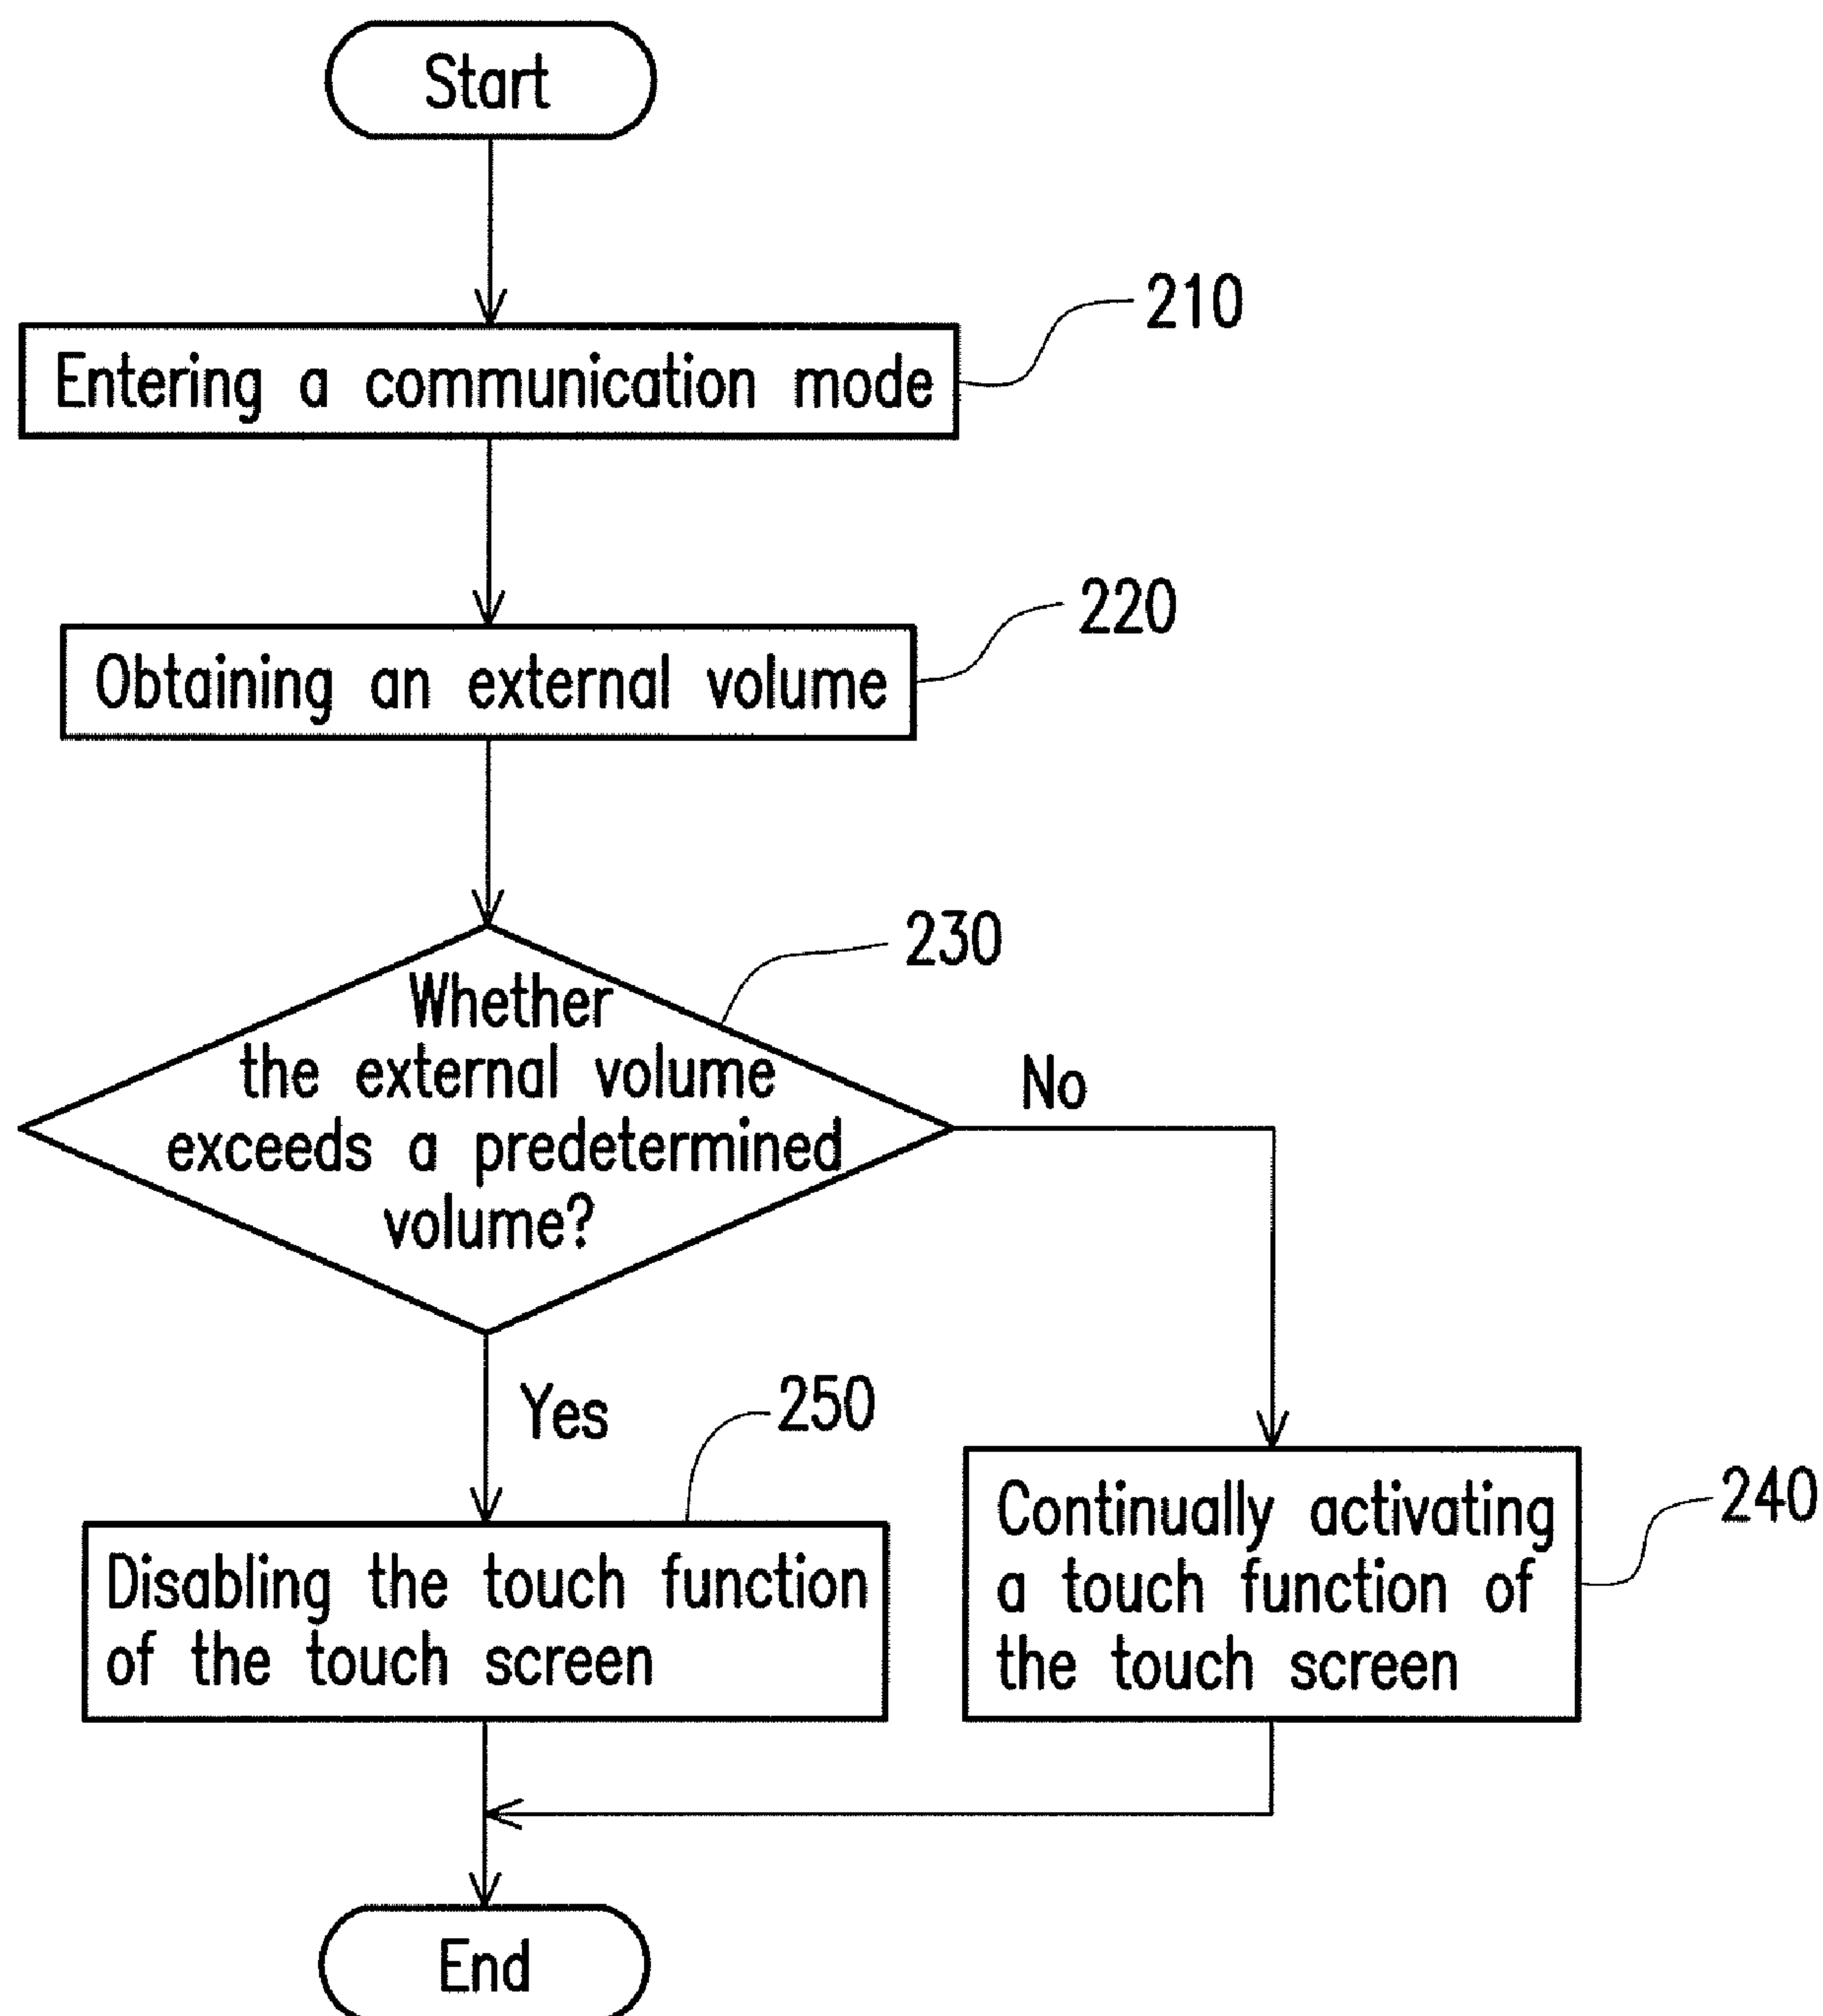 Start
210
Entering a communication mode
220
Obtaining an external volume
230
Whether
the external volume
exceeds a predetermined
volume?
No
Yes
250
Disabling the touch function
of the touch screen
240
Continually activating
a touch function of
the touch screen
End